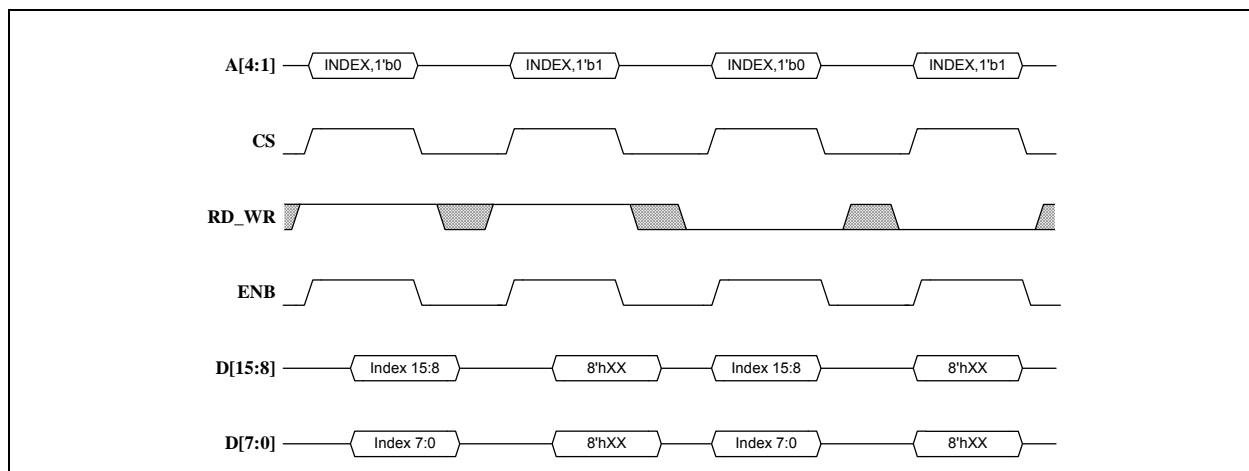 A[4:1] INDEX,1'b0 INDEX,1'b1 INDEX,1'b0 INDEX,1'b1
CS
RD_WR
ENB
D[15:8] Index 15:8 8'hXX Index 15:8 8'hXX
D[7:0] Index 7:0 8'hXX Index 7:0 8'hXX